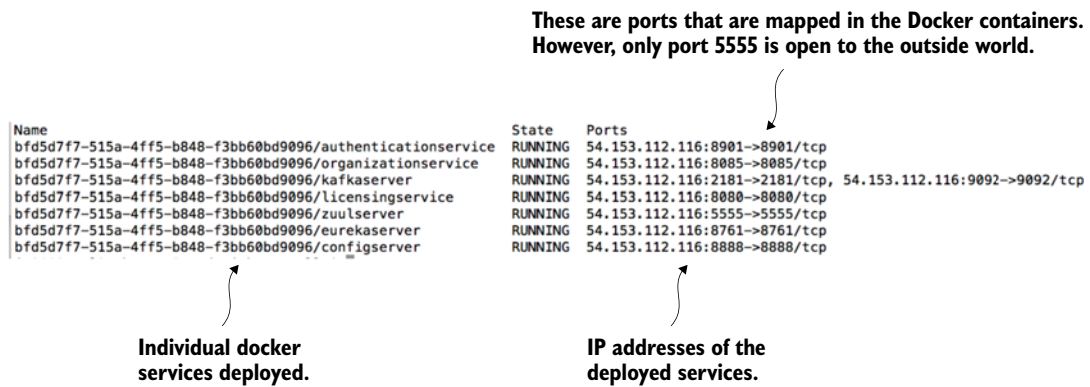 These are ports that are mapped in the Docker containers.
However, only port 5555 is open to the outside world.
Name State Ports
bfd5d7f7-515a-4ff5-b848-f3bb60bd9096/authenticationservice RUNNING 54.153.112.116:8901->8901/tcp
bfd5d7f7-515a-4ff5-b848-f3bb60bd9096/organizationservice RUNNING 54.153.112.116:8085->8085/tcp
bfd5d7f7-515a-4ff5-b848-f3bb60bd9096/kafkaserver RUNNING 54.153.112.116:2181->2181/tcp, 54.153.112.116:9092->9092/tcp
bfd5d7f7-515a-4ff5-b848-f3bb60bd9096/licensingservice RUNNING 54.153.112.116:8080->8080/tcp
bfd5d7f7-515a-4ff5-b848-f3bb60bd9096/zuulserver RUNNING 54.153.112.116:5555->5555/tcp
bfd5d7f7-515a-4ff5-b848-f3bb60bd9096/eurekaserver RUNNING 54.153.112.116:8761->8761/tcp
bfd5d7f7-515a-4ff5-b848-f3bb60bd9096/configserver RUNNING 54.153.112.116:8888->8888/tcp
Individual docker
services deployed.
IP addresses of the
deployed services.